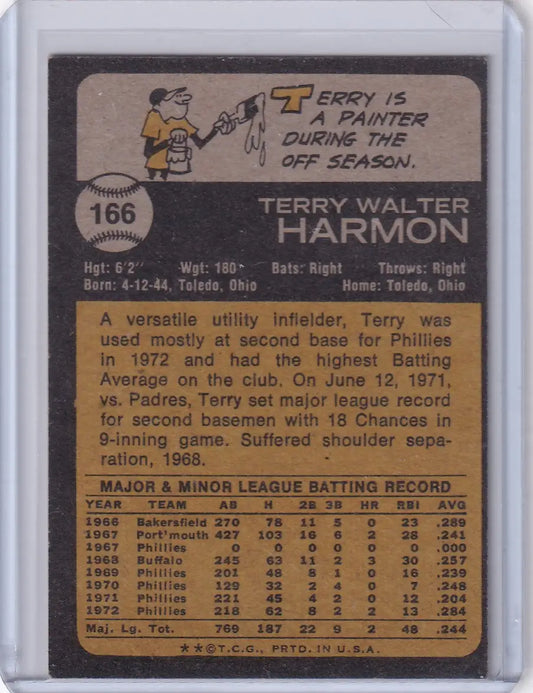 TERRY IS
A PAINTER
DURING THE
OFF SEASON.
166
TERRY WALTER
HARMON
Hgt: 6'2" Wgt: 180 Bats: Right Throws: Right
Born: 4-12-44, Toledo, Ohio Home: Toledo, Ohio
A versatile utility infielder, Terry was
used mostly at second base for Phillies
in 1972 and had the highest Batting
Average on the club. On June 12, 1971,
vs. Padres, Terry set major league record
for second basemen with 18 Chances in
9-inning game. Suffered shoulder sepa-
ration, 1968.
MAJOR & MINOR LEAGUE BATTING RECORD
YEAR TEAM AB H 2B 3B HR RBI AVG
1966 Bakersfield 270 78 11 5 0 23 .289
1967 Port'mouth 427 103 16 6 2 28 .241
1967 Phillies 0 0 0 0 0 0 .000
1968 Buffalo 245 63 11 2 3 30 .257
1969 Phillies 201 48 8 1 0 16 .239
1970 Phillies 129 32 2 4 0 7 .248
1971 Phillies 221 45 4 2 0 12 .204
1972 Phillies 218 62 8 2 2 13 .284
Maj. Lg. Tot. 769 187 22 9 2 48 .244
**©T.C.G., PRTD. IN U.S.A.